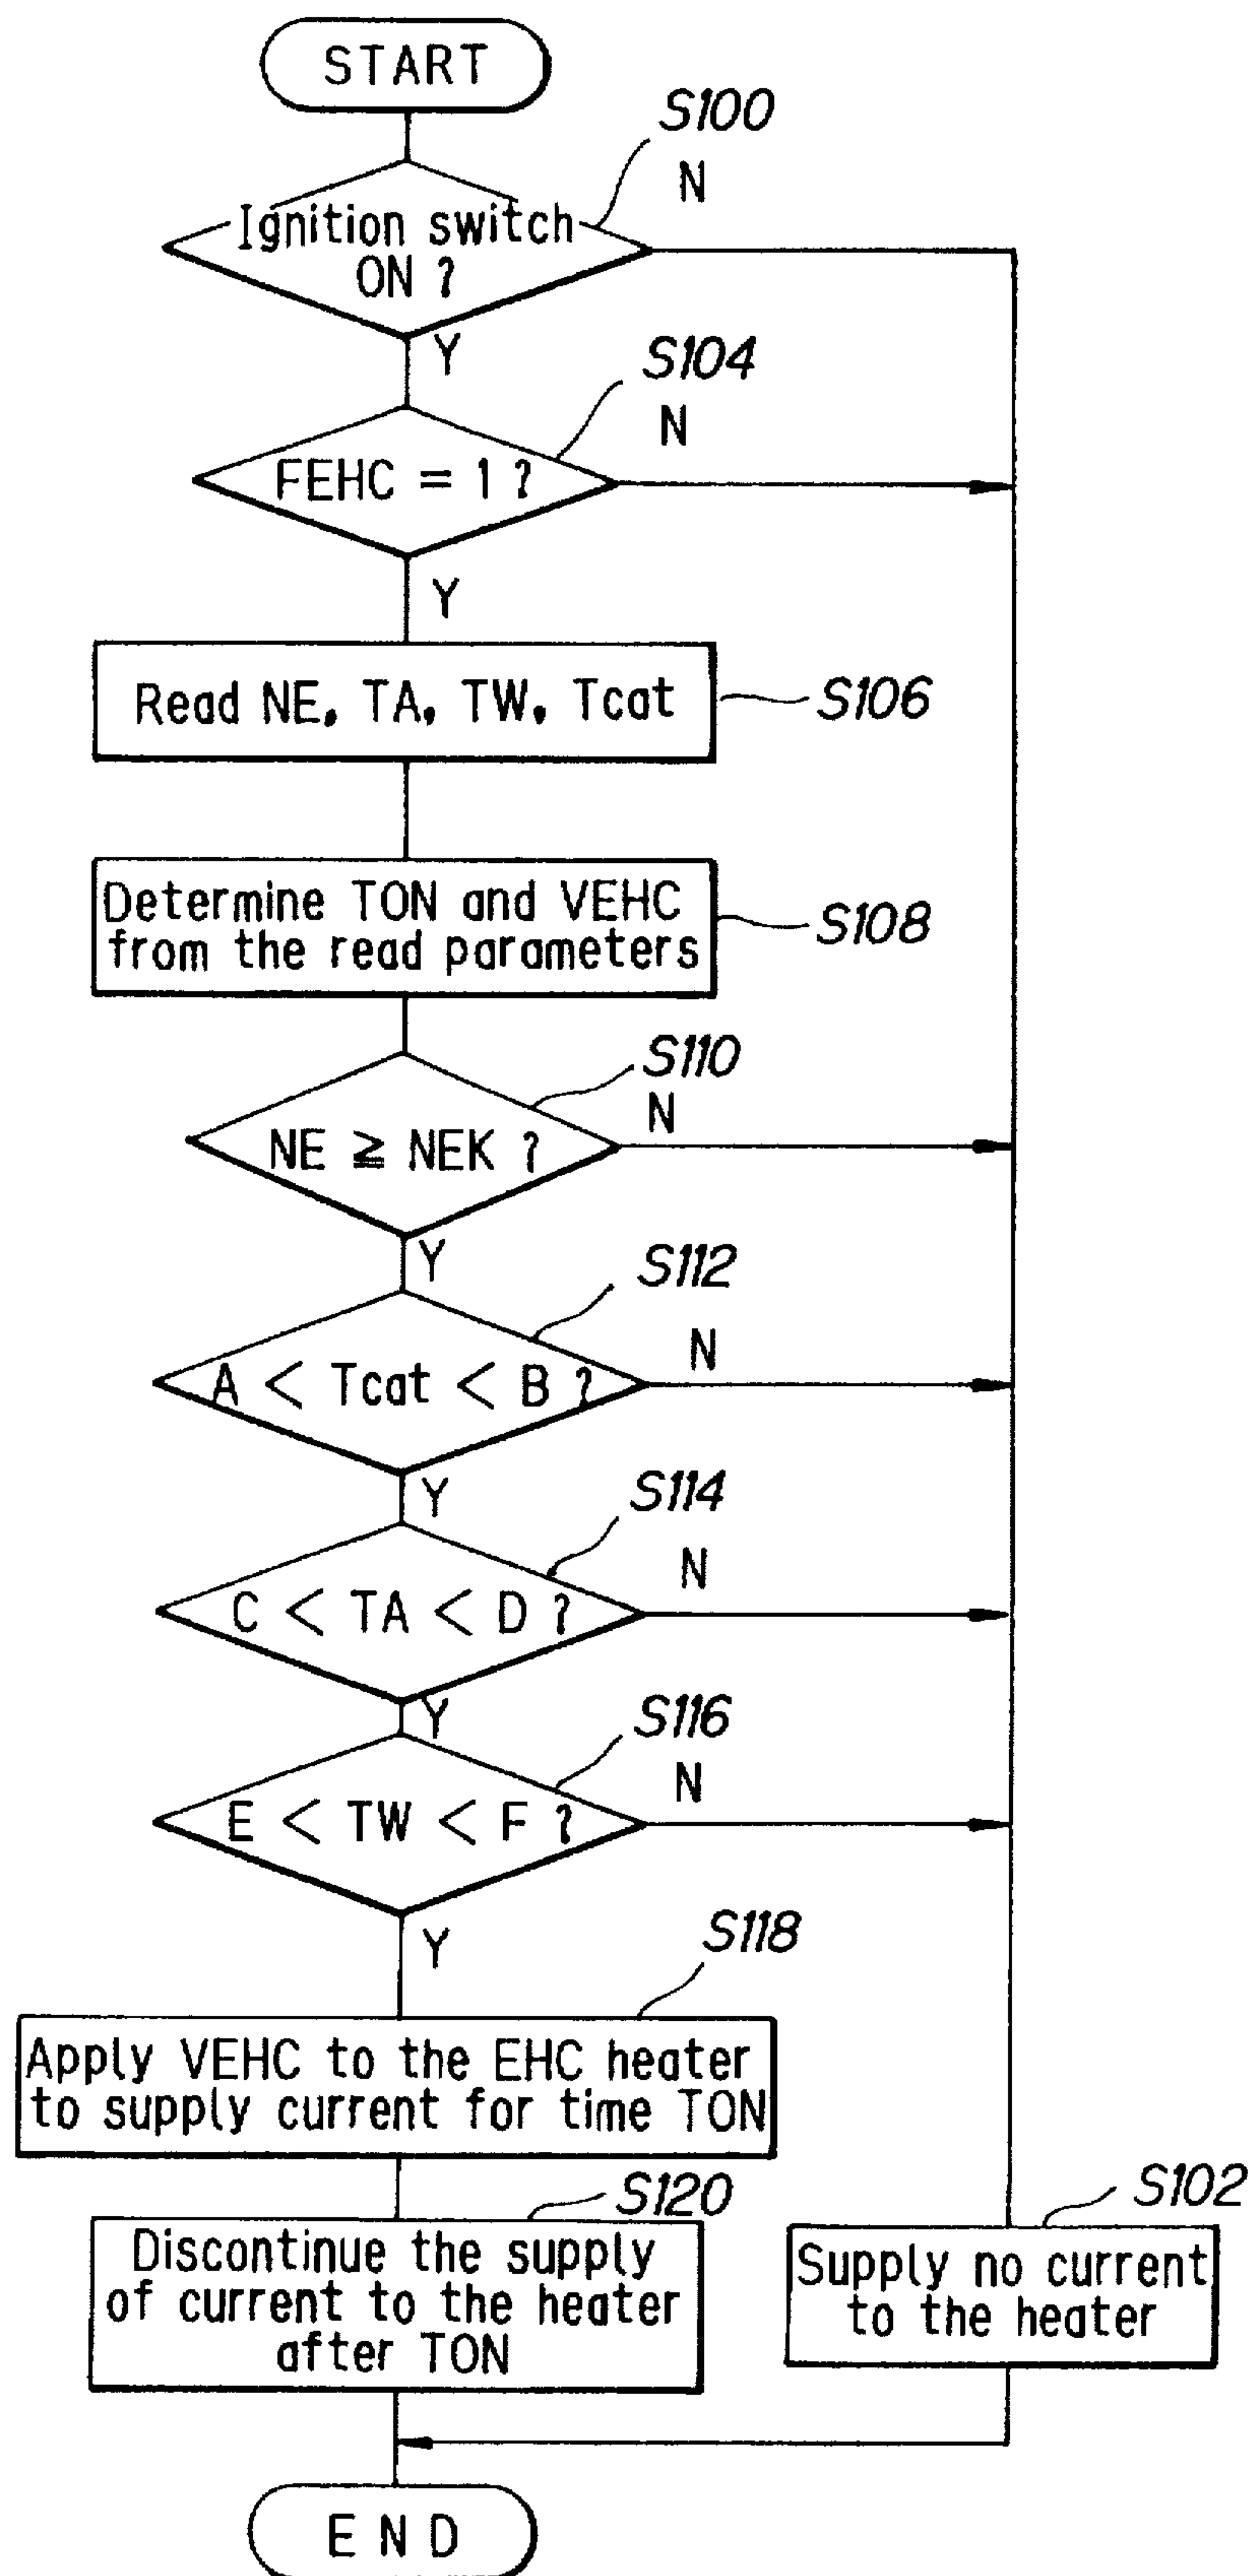 START
S100
N
Ignition switch
ON ?
Y
S104
N
FEHC = 1 ?
Y
Read NE, TA, TW, Tcat
S106
Determine TON and VEHC
from the read parameters
S108
S110
N
NE ≧ NEK ?
Y
S112
N
A < Tcat < B ?
Y
S114
N
C < TA < D ?
Y
S116
N
E < TW < F ?
Y
S118
Apply VEHC to the EHC heater
to supply current for time TON
S120
Discontinue the supply
of current to the heater
after TON
S102
Supply no current
to the heater
END